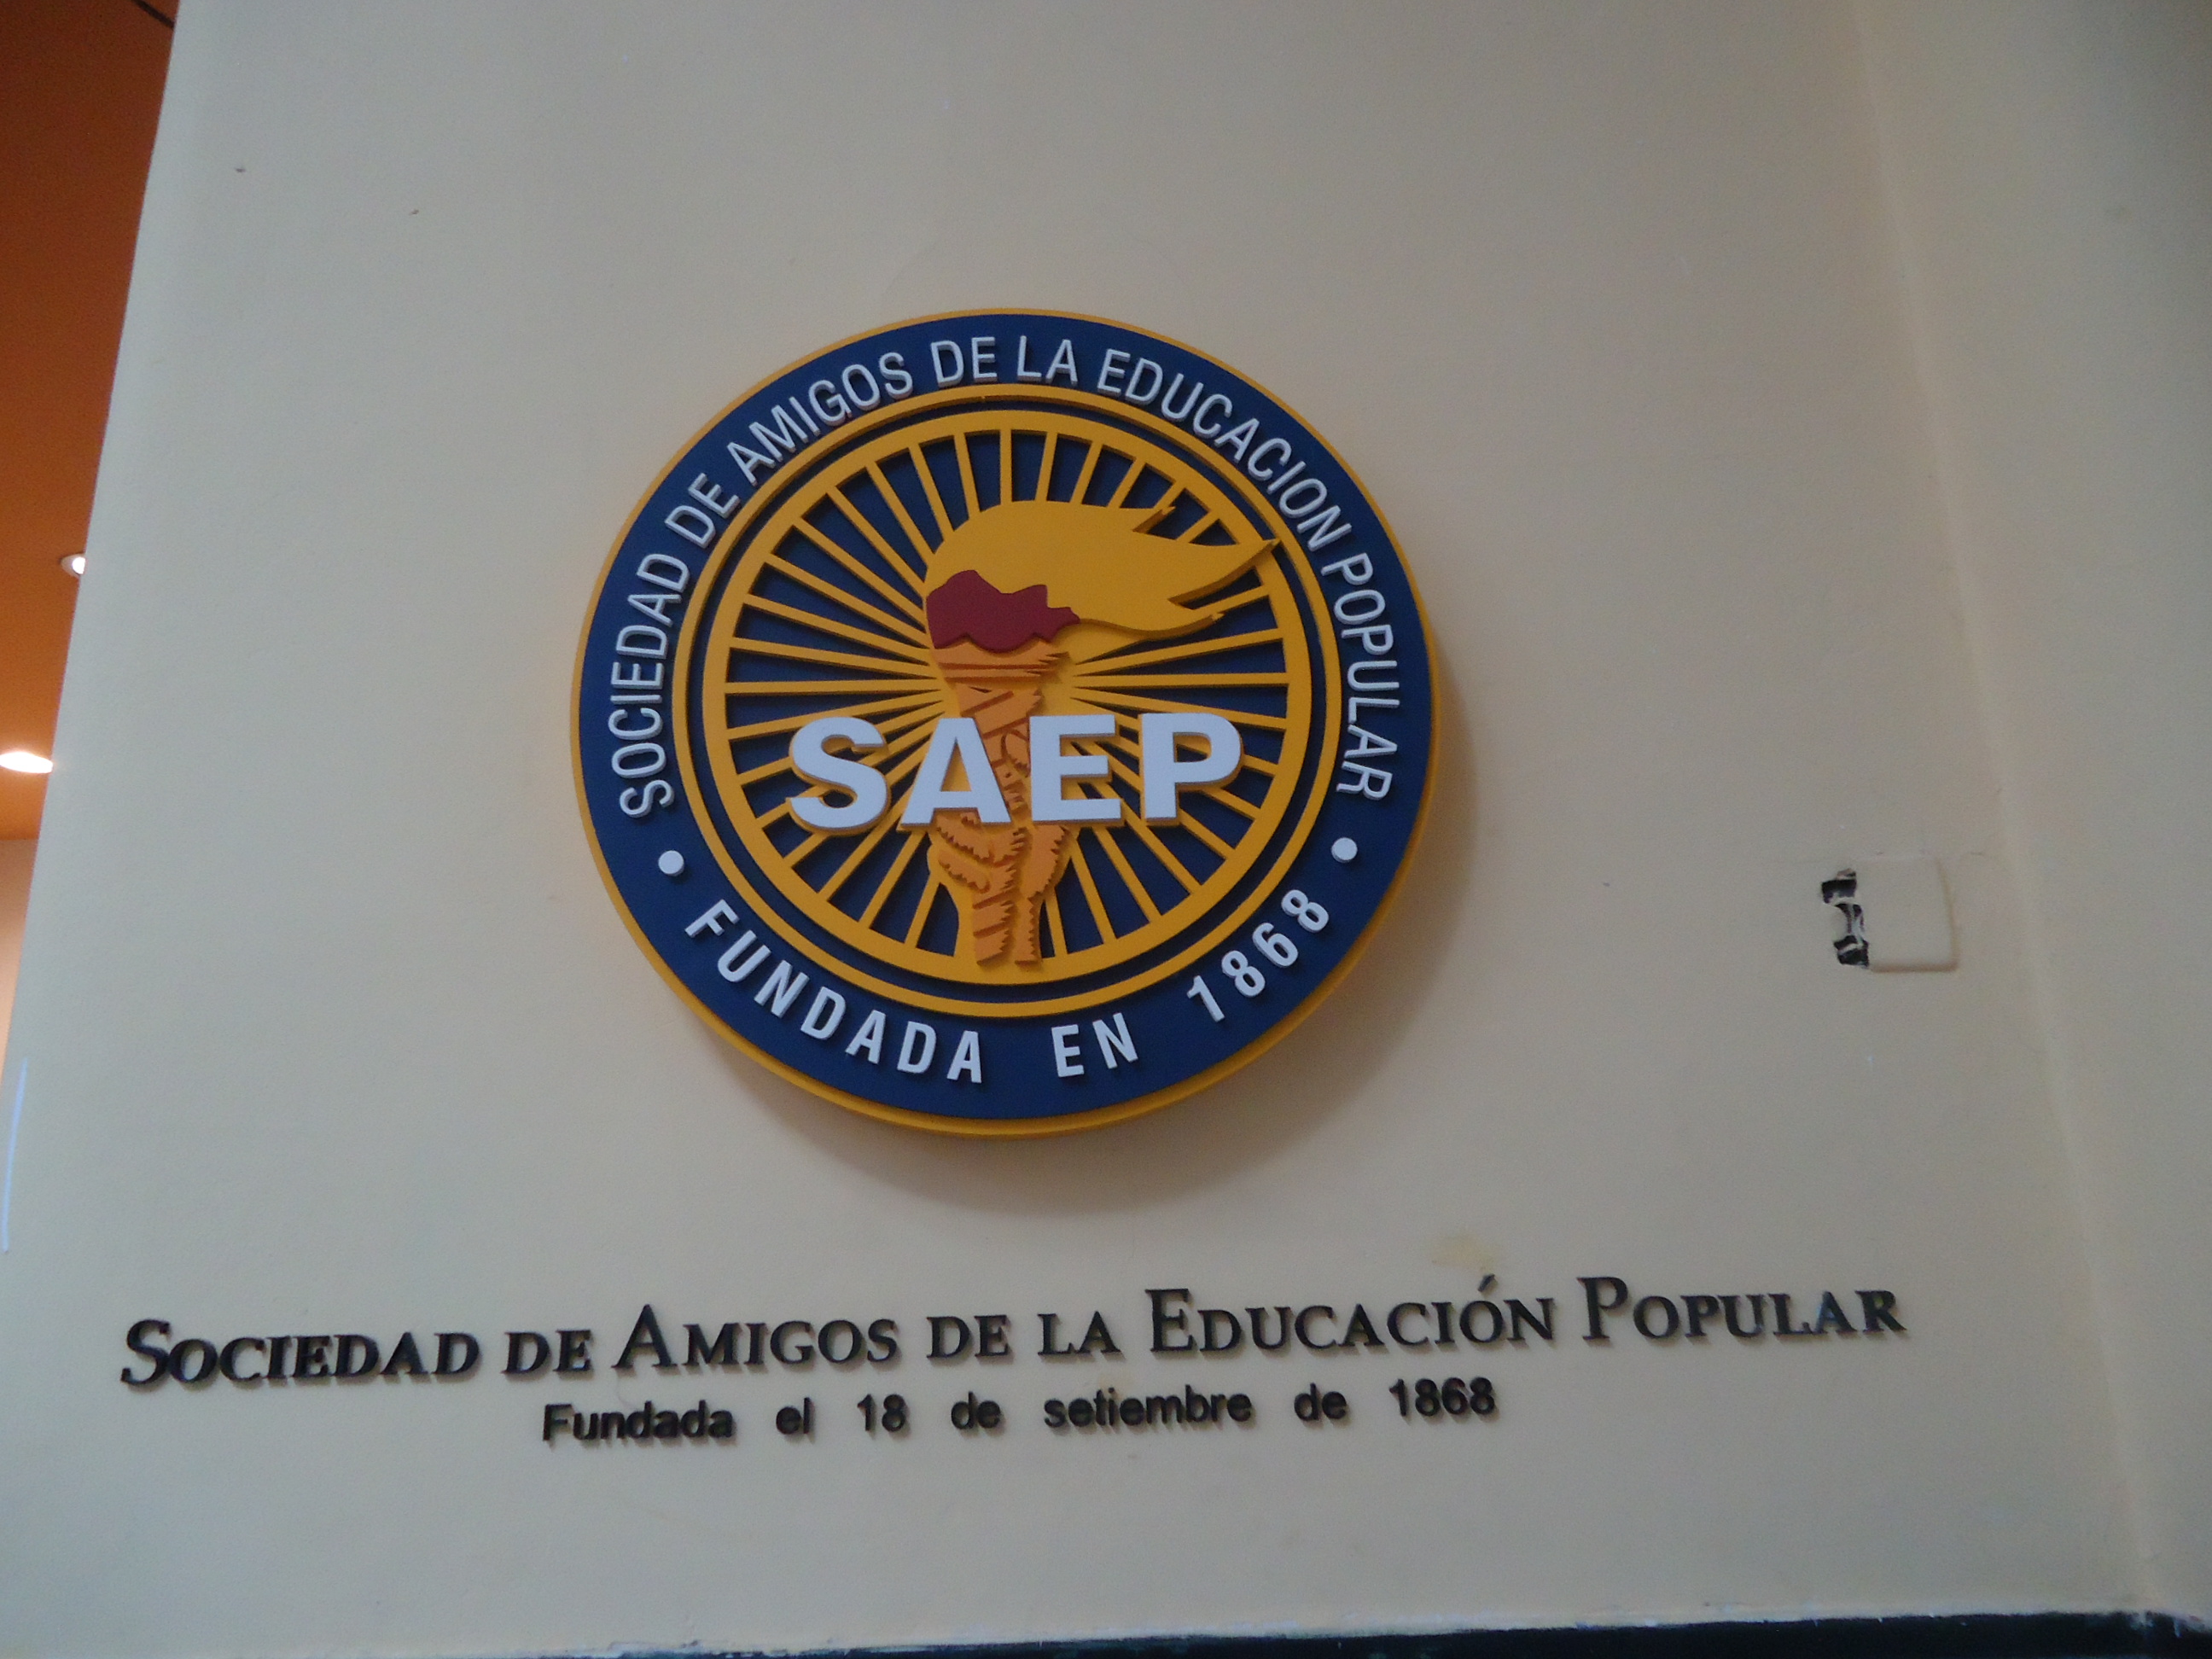 SOCIEDAD DE AMIGOS DE LA EDUCACION POPULAR
SAEP
• FUNDADA EN 1868 •
SOCIEDAD DE AMIGOS DE LA EDUCACIÓN POPULAR
Fundada el 18 de setiembre de 1868